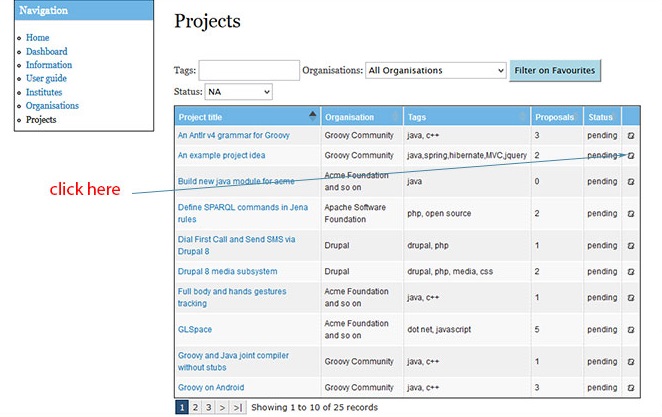 Navigation
Home
Dashboard
Information
User guide
Institutes
Organisations
Projects
Projects
Tags: Organisations: All Organisations Filter on Favourites
Status: NA
Project title Organisation Tags Proposals Status
An Antlr v4 grammar for Groovy Groovy Community java, c++ 3 pending
An example project idea Groovy Community java,spring,hibernate,MVC,jquery 2 pending
click here
Build new java module for acme Acme Foundation and so on java 0 pending
Define SPARQL commands in Jena rules Apache Software Foundation php, open source 2 pending
Dial First Call and Send SMS via Drupal 8 Drupal drupal, php 1 pending
Drupal 8 media subsystem Drupal drupal, php, media, css 2 pending
Full body and hands gestures tracking Acme Foundation and so on java, c++ 1 pending
GLSpace Acme Foundation and so on dot net, javascript 5 pending
Groovy and Java joint compiler without stubs Groovy Community java, c++ 1 pending
Groovy on Android Groovy Community java, c++ 3 pending
1 2 3 > >| Showing 1 to 10 of 25 records